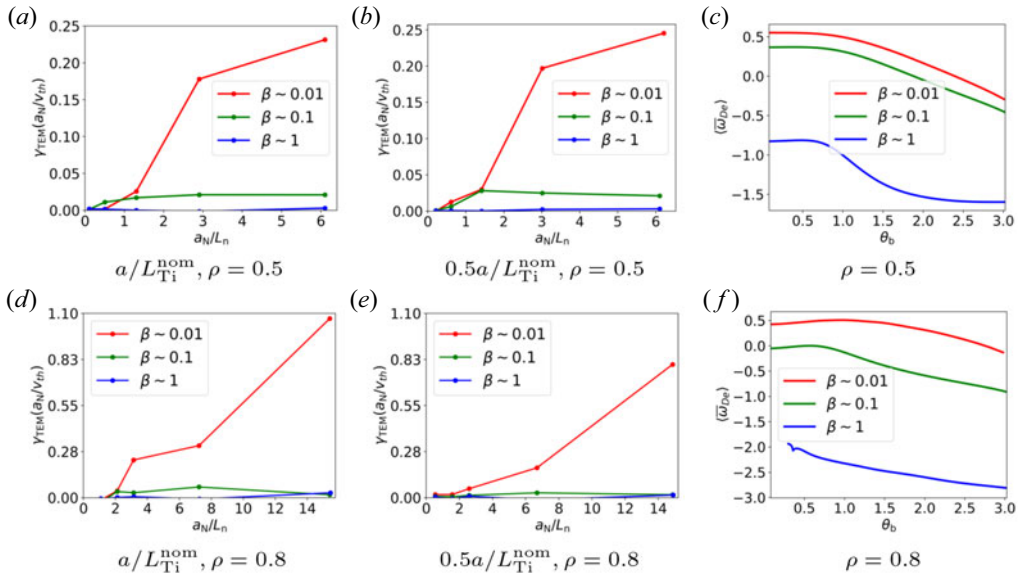 (a)
0.25
0.20
0.15
0.10
0.05
0.00
γTEM(aN/vth)
β ~ 0.01
β ~ 0.1
β ~ 1
0 1 2 3 4 5 6
aN/Ln
a/L_Ti^nom, ρ = 0.5
(b)
0.25
0.20
0.15
0.10
0.05
0.00
γTEM(aN/vth)
β ~ 0.01
β ~ 0.1
β ~ 1
0 1 2 3 4 5 6
aN/Ln
0.5a/L_Ti^nom, ρ = 0.5
(c)
0.5
0.0
−0.5
−1.0
−1.5
⟨ω̅De⟩
β ~ 0.01
β ~ 0.1
β ~ 1
0.5 1.0 1.5 2.0 2.5 3.0
θb
ρ = 0.5
(d)
1.10
0.83
0.55
0.28
0.00
γTEM(aN/vth)
β ~ 0.01
β ~ 0.1
β ~ 1
0 2 4 6 8 10 12 14
aN/Ln
a/L_Ti^nom, ρ = 0.8
(e)
1.10
0.83
0.55
0.28
0.00
γTEM(aN/vth)
β ~ 0.01
β ~ 0.1
β ~ 1
0 2 4 6 8 10 12 14
aN/Ln
0.5a/L_Ti^nom, ρ = 0.8
(f)
0.5
0.0
−0.5
−1.0
−1.5
−2.0
−2.5
−3.0
⟨ω̅De⟩
β ~ 0.01
β ~ 0.1
β ~ 1
0.5 1.0 1.5 2.0 2.5 3.0
θb
ρ = 0.8